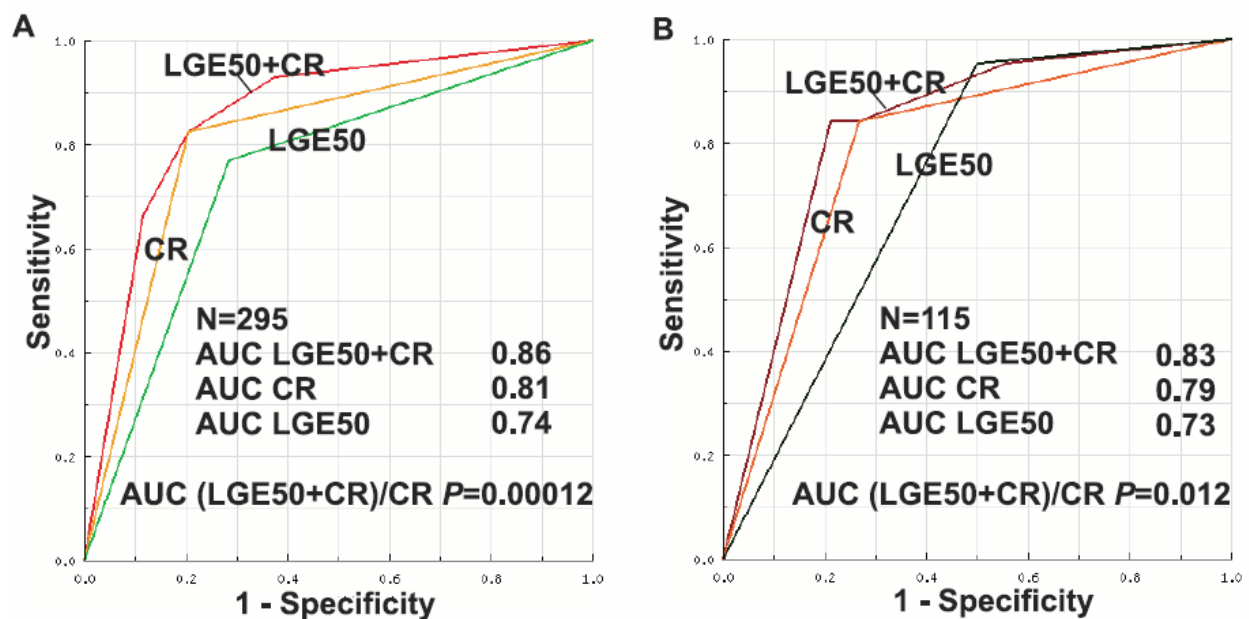 A
1.0
LGE50+CR
0.8
LGE50
Sensitivity
0.6
CR
N=295
0.4
AUC LGE50+CR 0.86
AUC CR 0.81
AUC LGE50 0.74
0.2
AUC (LGE50+CR)/CR P=0.00012
0.0
0.0 0.2 0.4 0.6 0.8 1.0
1 - Specificity
B
1.0
LGE50+CR
0.8
LGE50
Sensitivity
CR
0.6
N=115
0.4
AUC LGE50+CR 0.83
AUC CR 0.79
AUC LGE50 0.73
0.2
AUC (LGE50+CR)/CR P=0.012
0.0
0.0 0.2 0.4 0.6 0.8 1.0
1 - Specificity